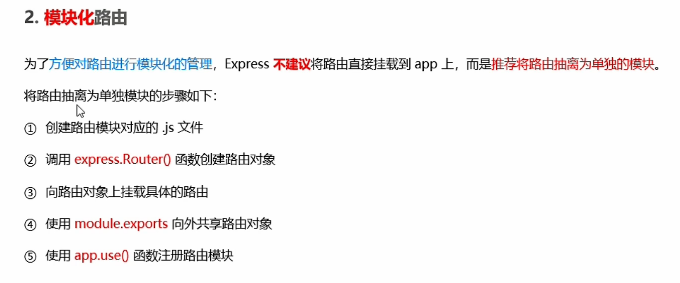 2. 模块化路由
为了方便对路由进行模块化的管理，Express 不建议将路由直接挂载到 app 上，而是推荐将路由抽离为单独的模块。
将路由抽离为单独模块的步骤如下：
① 创建路由模块对应的 .js 文件
② 调用 express.Router() 函数创建路由对象
③ 向路由对象上挂载具体的路由
④ 使用 module.exports 向外共享路由对象
⑤ 使用 app.use() 函数注册路由模块